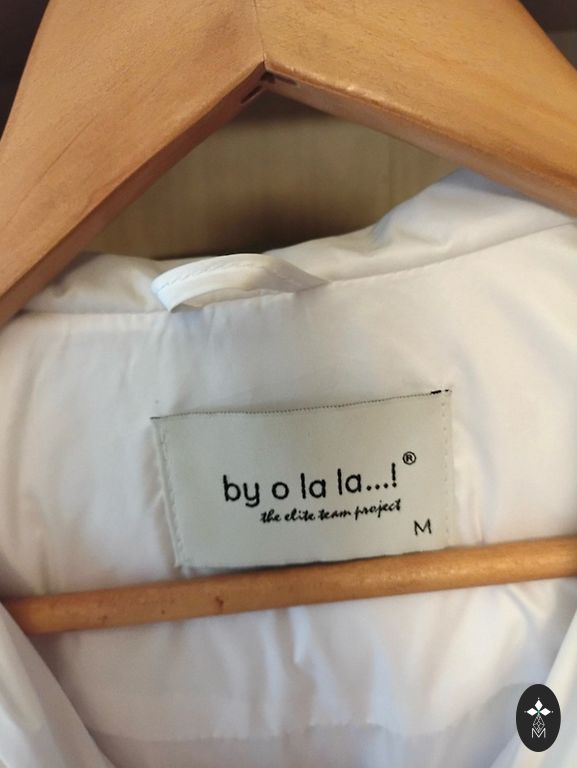 by o la la...!®
the elite team project
M
M